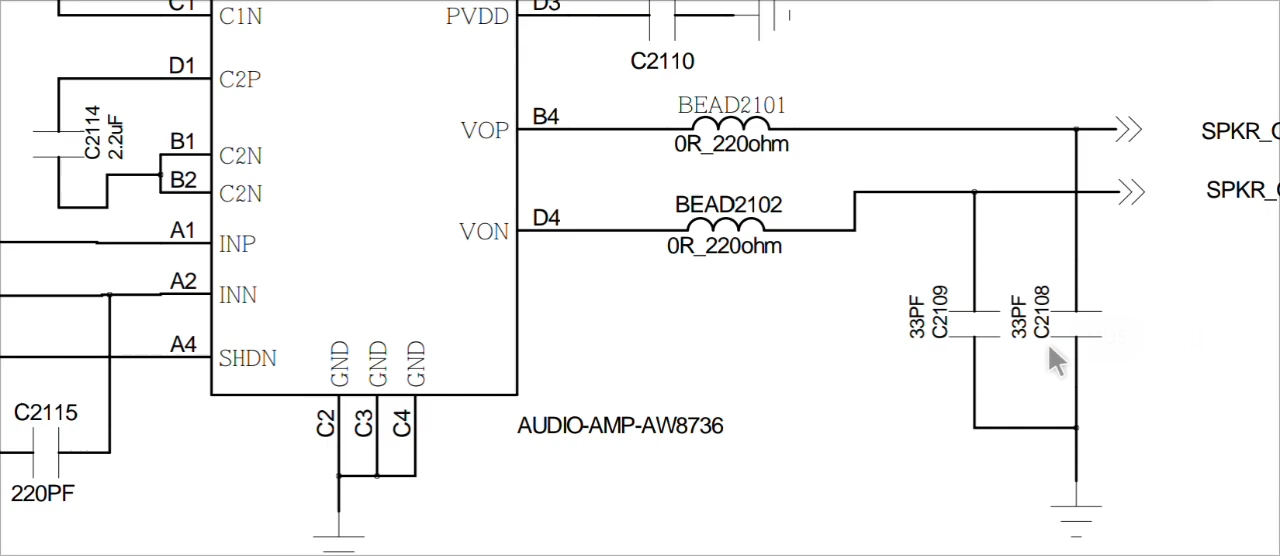 C1
C1N
PVDD
D3
C2110
D1
C2P
C2114
2.2uF
B1
C2N
B2
C2N
VOP
B4
BEAD2101
0R_220ohm
SPKR_
A1
INP
VON
D4
BEAD2102
0R_220ohm
SPKR_
A2
INN
A4
SHDN
33PF
C2109
33PF
C2108
GND
GND
GND
C2115
220PF
C2
C3
C4
AUDIO-AMP-AW8736